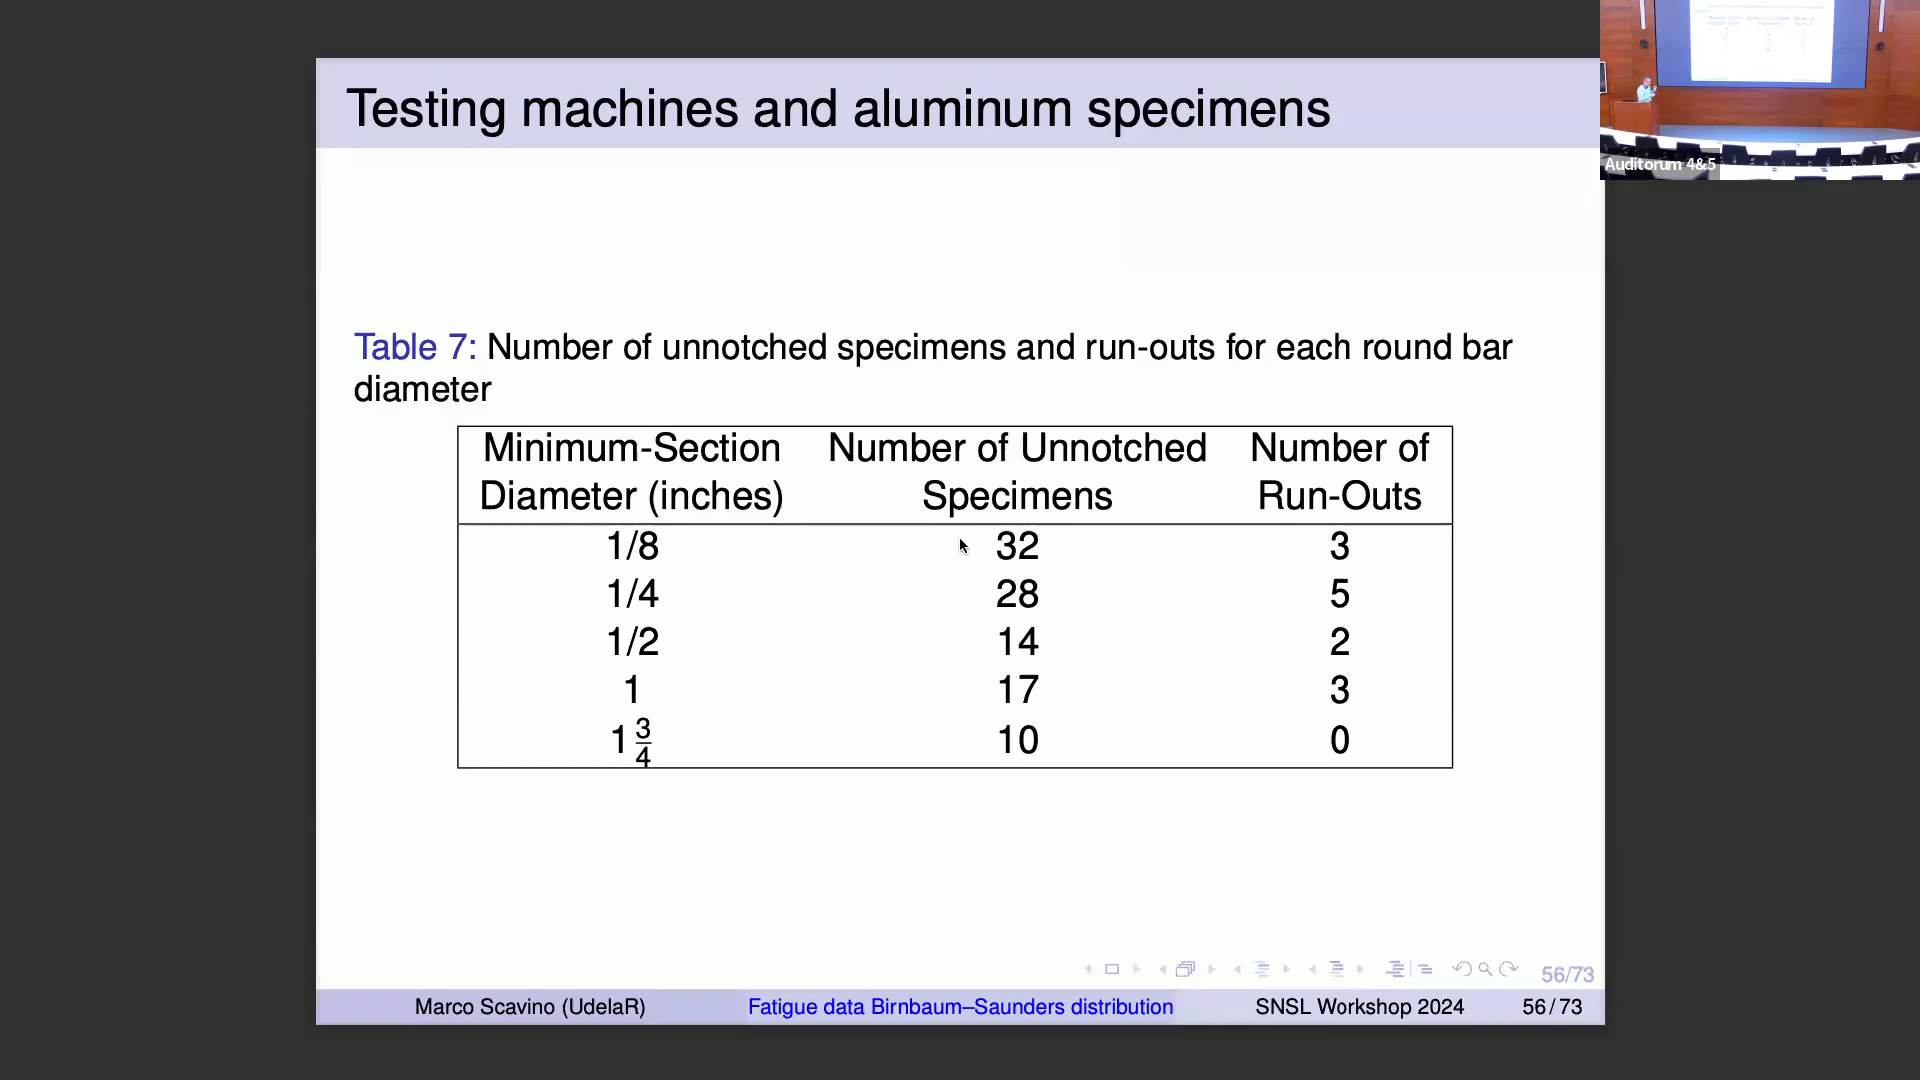 Testing machines and aluminum specimens
Auditorum 4&5
Table 7: Number of unnotched specimens and run-outs for each round bar
diameter
Minimum-Section Number of Unnotched Number of
Diameter (inches) Specimens Run-Outs
1/8 32 3
1/4 28 5
1/2 14 2
1 17 3
1 3/4 10 0
56/73
Marco Scavino (UdelaR) Fatigue data Birnbaum–Saunders distribution SNSL Workshop 2024 56 / 73